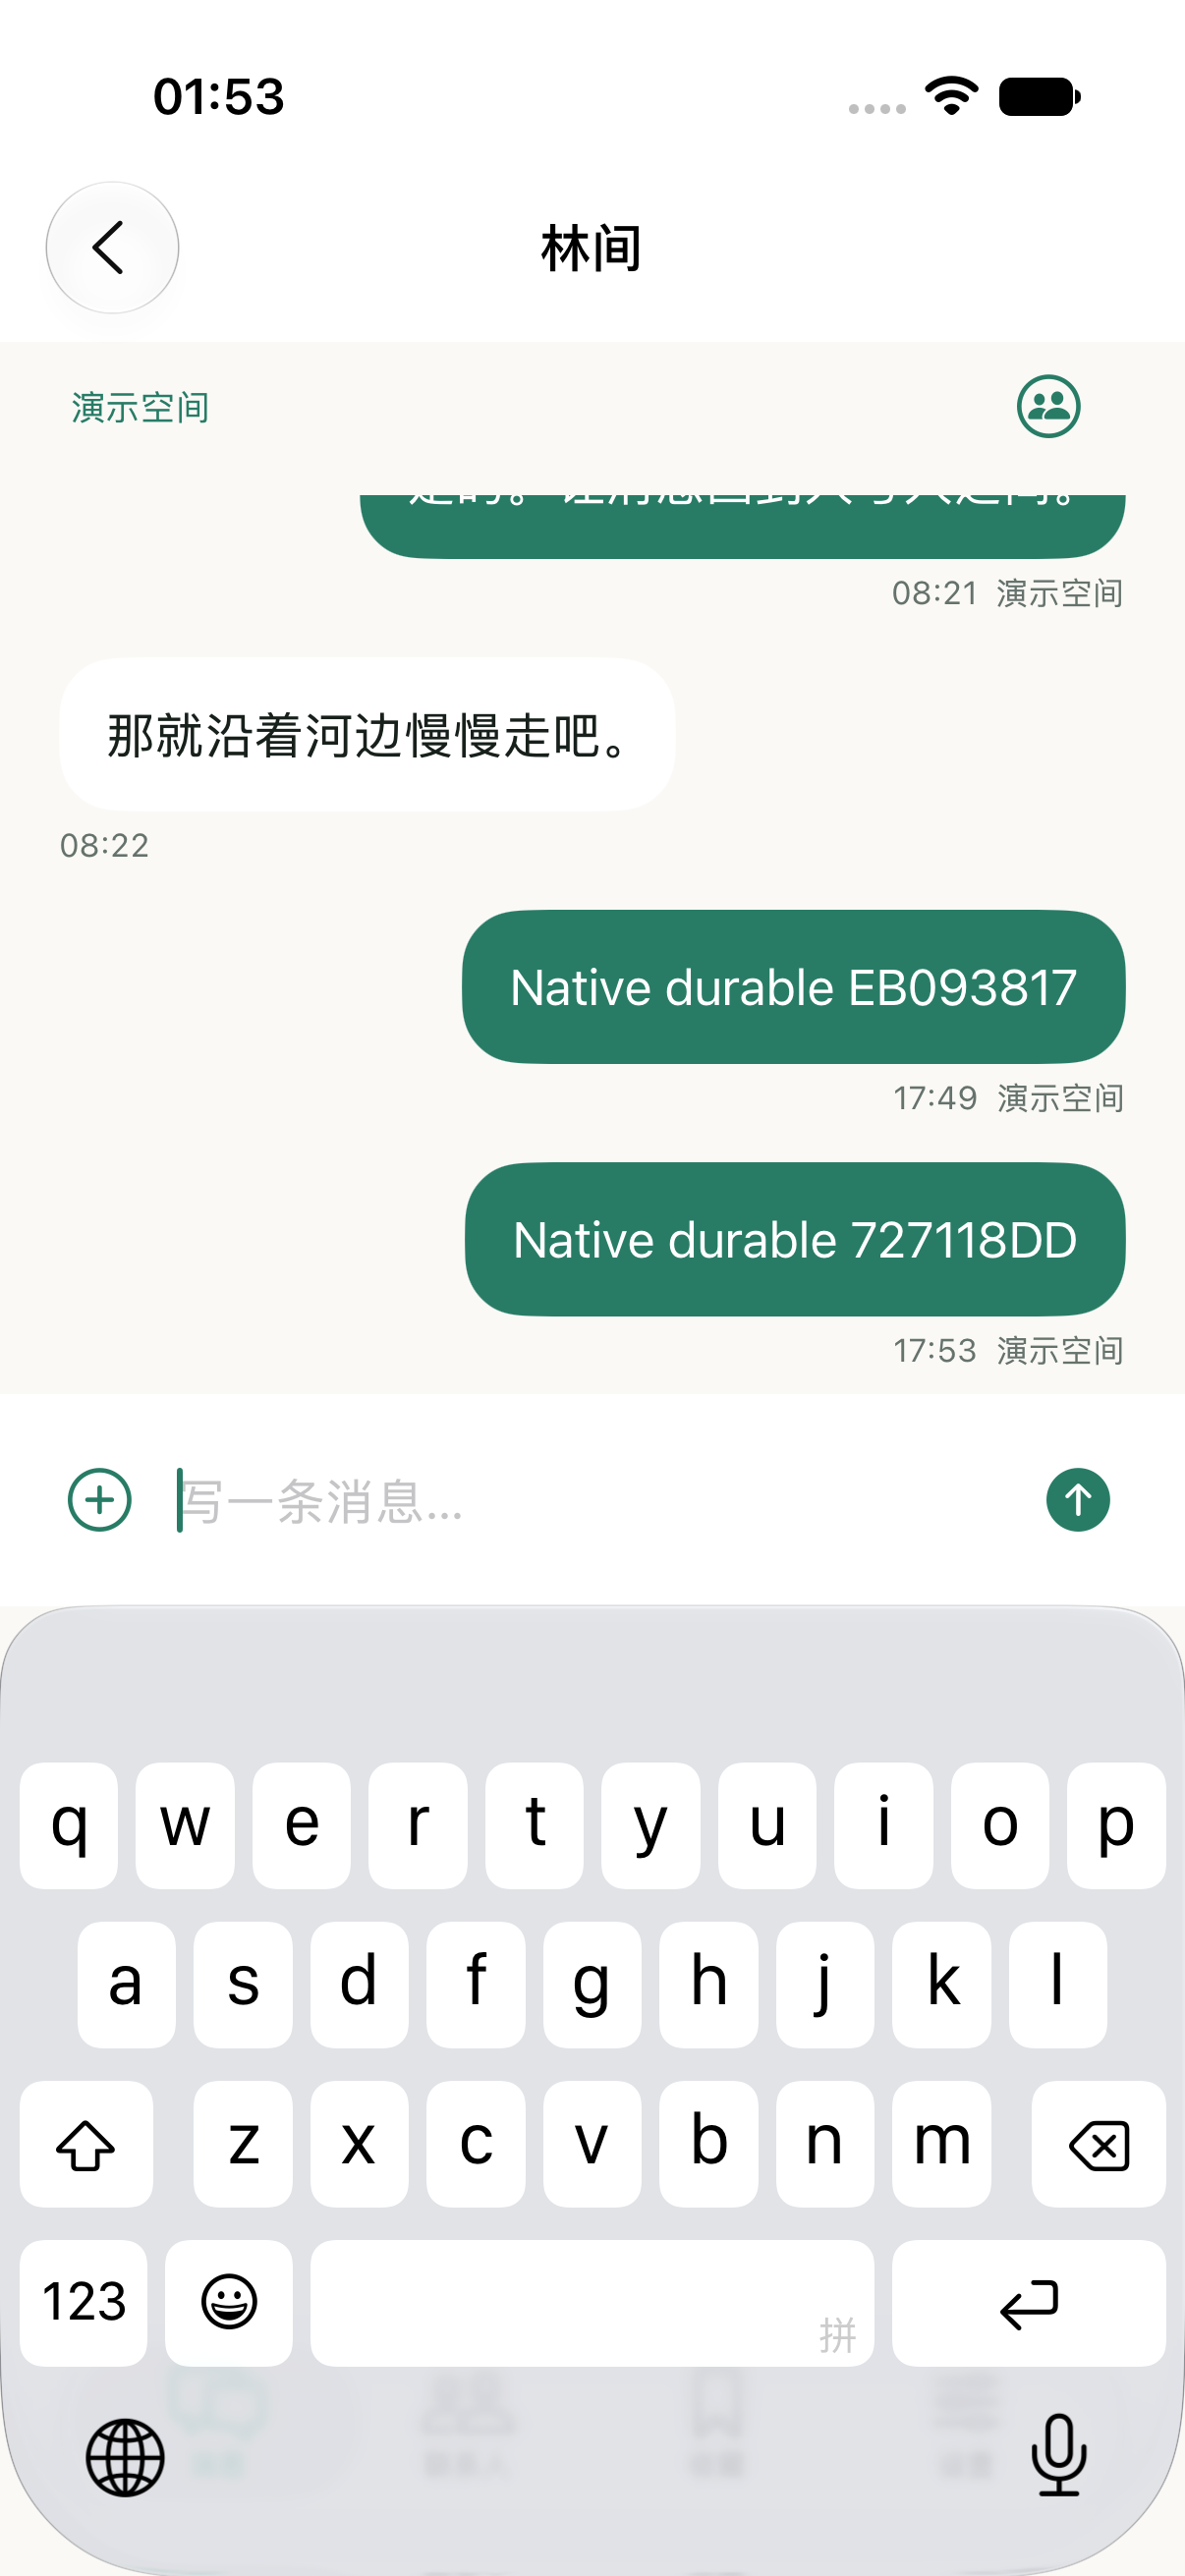 01:53
林间
演示空间
08:21 演示空间
那就沿着河边慢慢走吧。
08:22
Native durable EB093817
17:49 演示空间
Native durable 727118DD
17:53 演示空间
写一条消息...
q w e r t y u i o p
a s d f g h j k l
z x c v b n m
123
拼